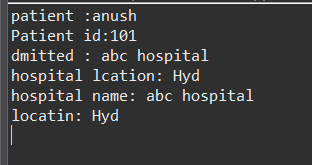 patient :anush
Patient id:101
dmitted : abc hospital
hospital lcation: Hyd
hospital name: abc hospital
locatin: Hyd